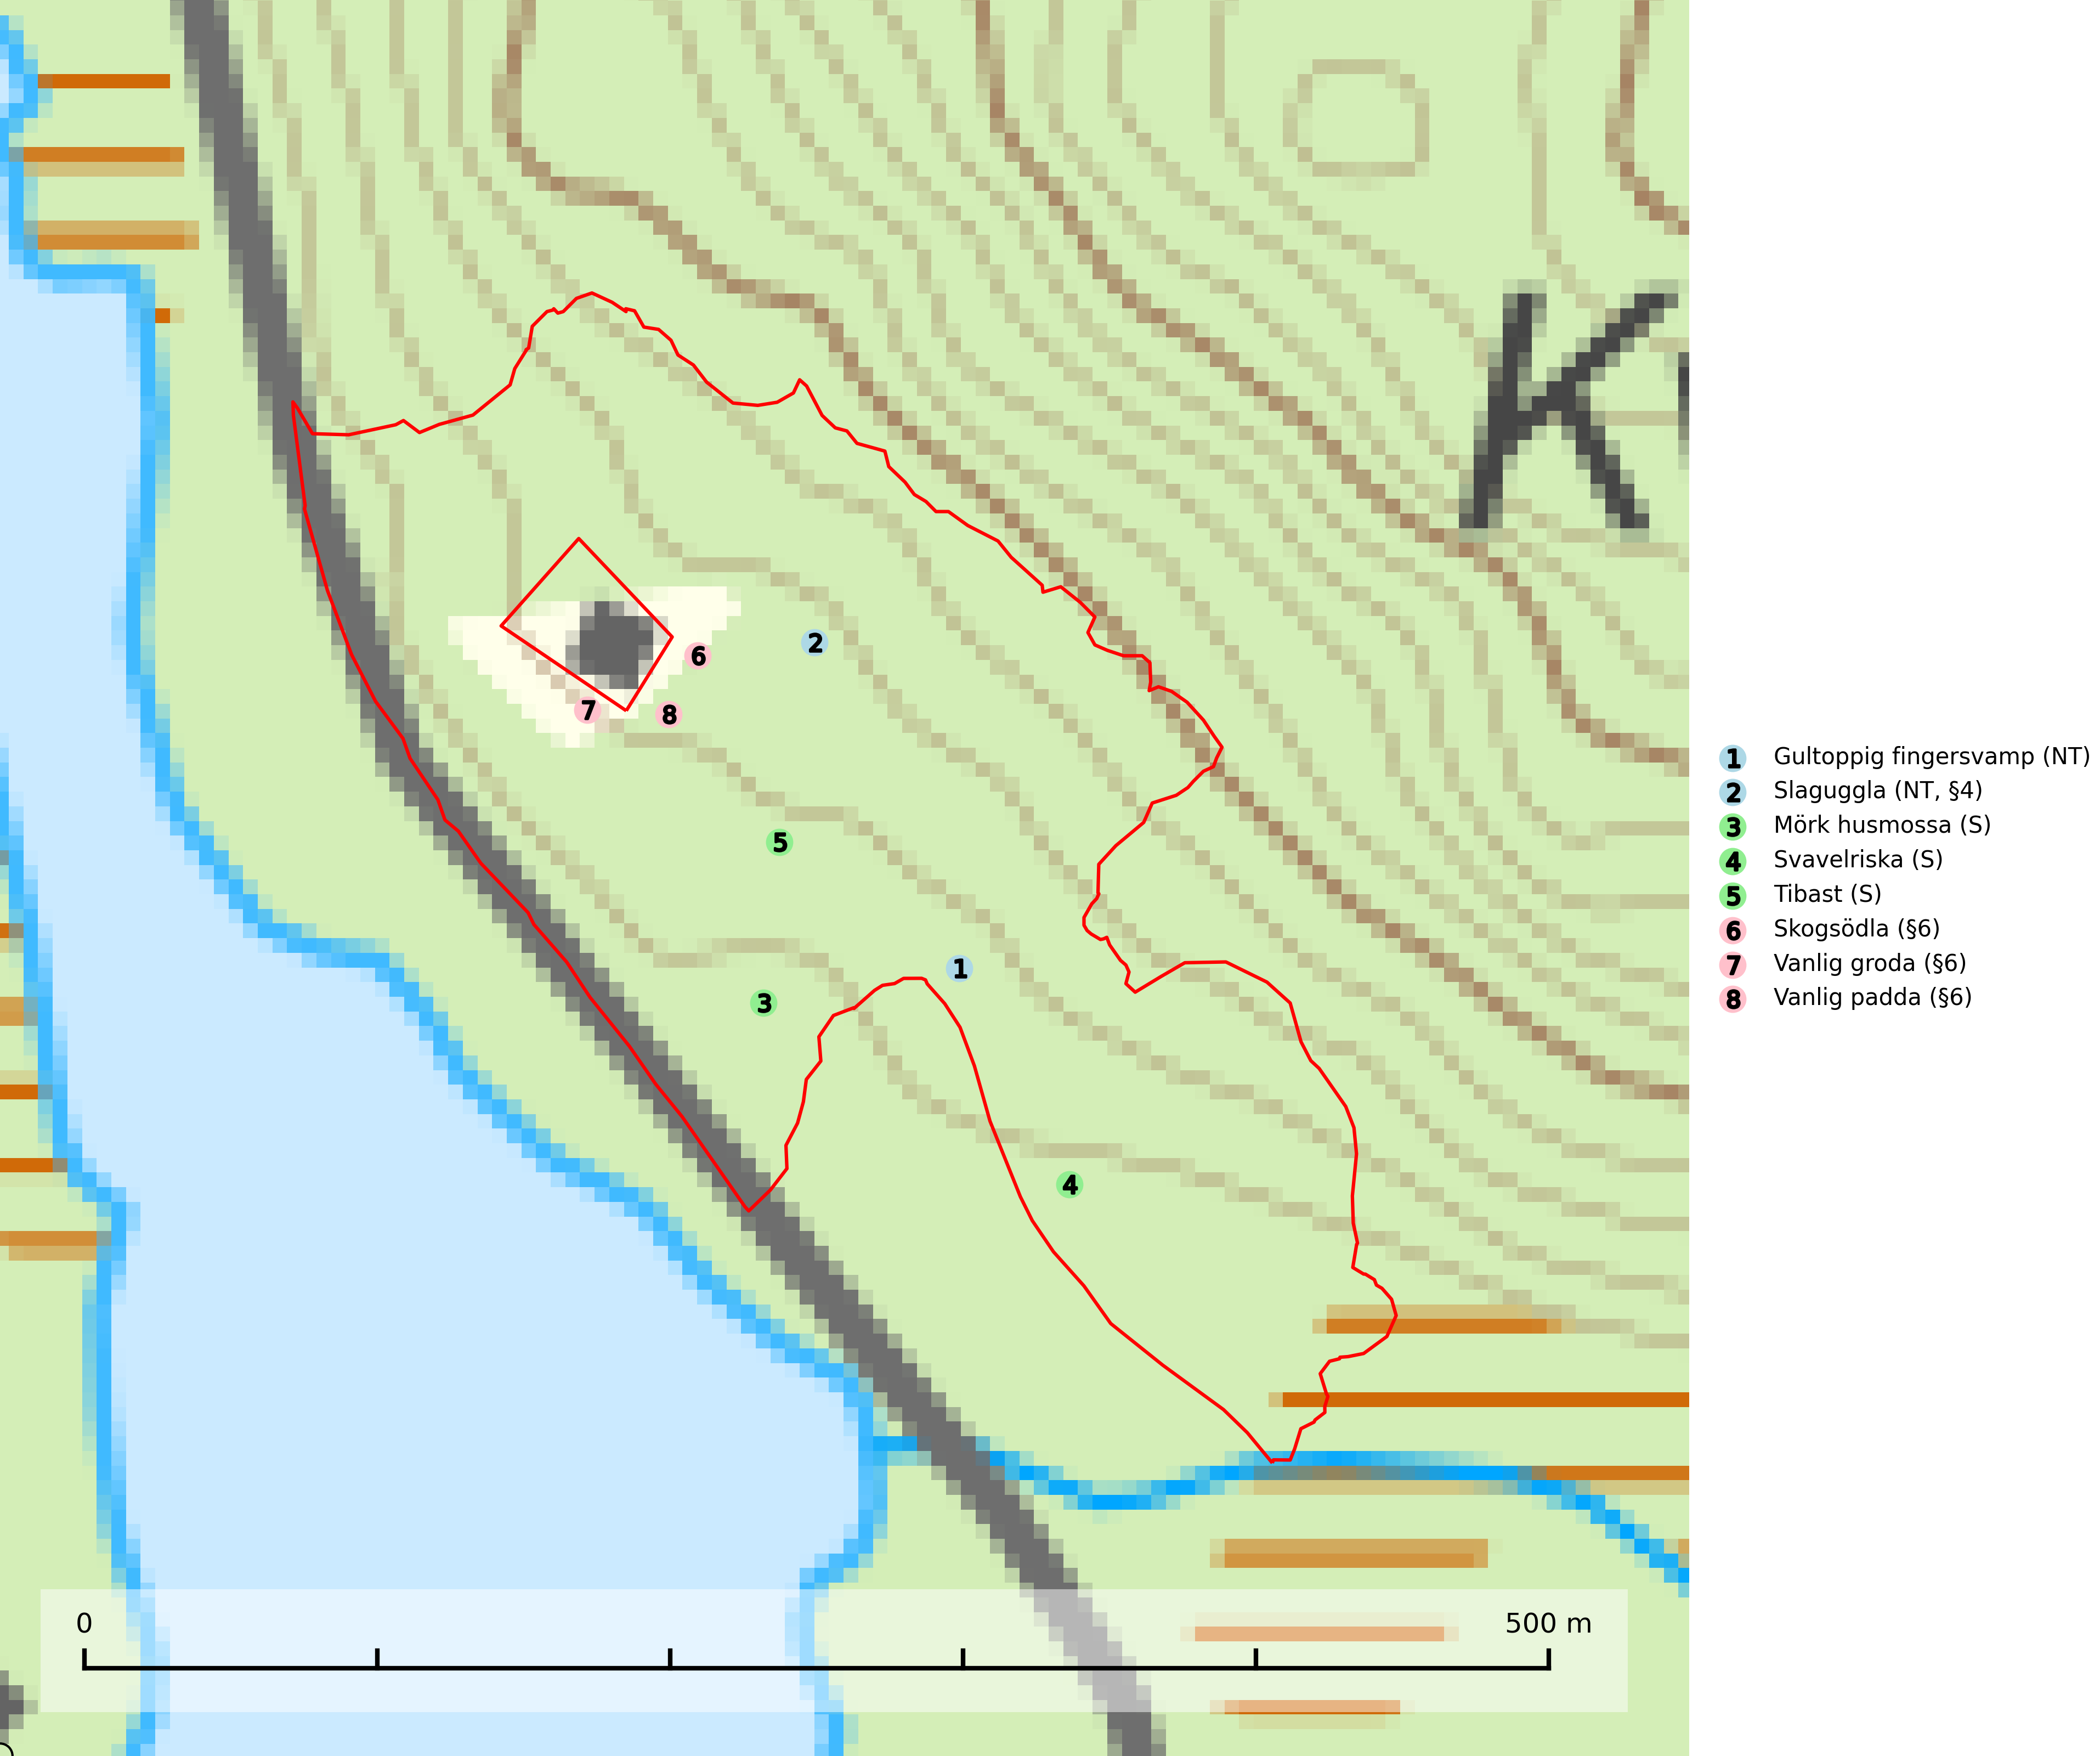 K
2
6
7
8
5
1
3
4
0
500 m
1 Gultoppig fingersvamp (NT)
2 Slaguggla (NT, §4)
3 Mörk husmossa (S)
4 Svavelriska (S)
5 Tibast (S)
6 Skogsödla (§6)
7 Vanlig groda (§6)
8 Vanlig padda (§6)